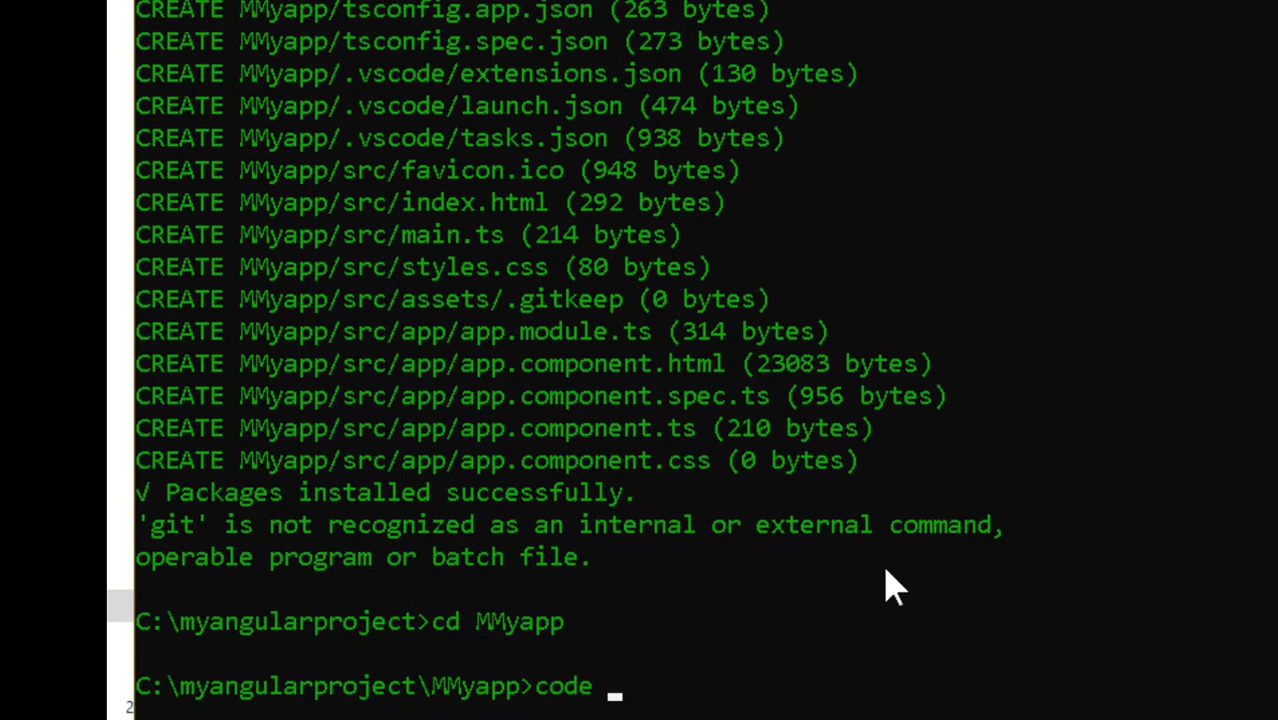 CREATE MMyapp/tsconfig.app.json (263 bytes)
CREATE MMyapp/tsconfig.spec.json (273 bytes)
CREATE MMyapp/.vscode/extensions.json (130 bytes)
CREATE MMyapp/.vscode/launch.json (474 bytes)
CREATE MMyapp/.vscode/tasks.json (938 bytes)
CREATE MMyapp/src/favicon.ico (948 bytes)
CREATE MMyapp/src/index.html (292 bytes)
CREATE MMyapp/src/main.ts (214 bytes)
CREATE MMyapp/src/styles.css (80 bytes)
CREATE MMyapp/src/assets/.gitkeep (0 bytes)
CREATE MMyapp/src/app/app.module.ts (314 bytes)
CREATE MMyapp/src/app/app.component.html (23083 bytes)
CREATE MMyapp/src/app/app.component.spec.ts (956 bytes)
CREATE MMyapp/src/app/app.component.ts (210 bytes)
CREATE MMyapp/src/app/app.component.css (0 bytes)
√ Packages installed successfully.
'git' is not recognized as an internal or external command,
operable program or batch file.
C:\myangularproject>cd MMyapp
C:\myangularproject\MMyapp>code
2